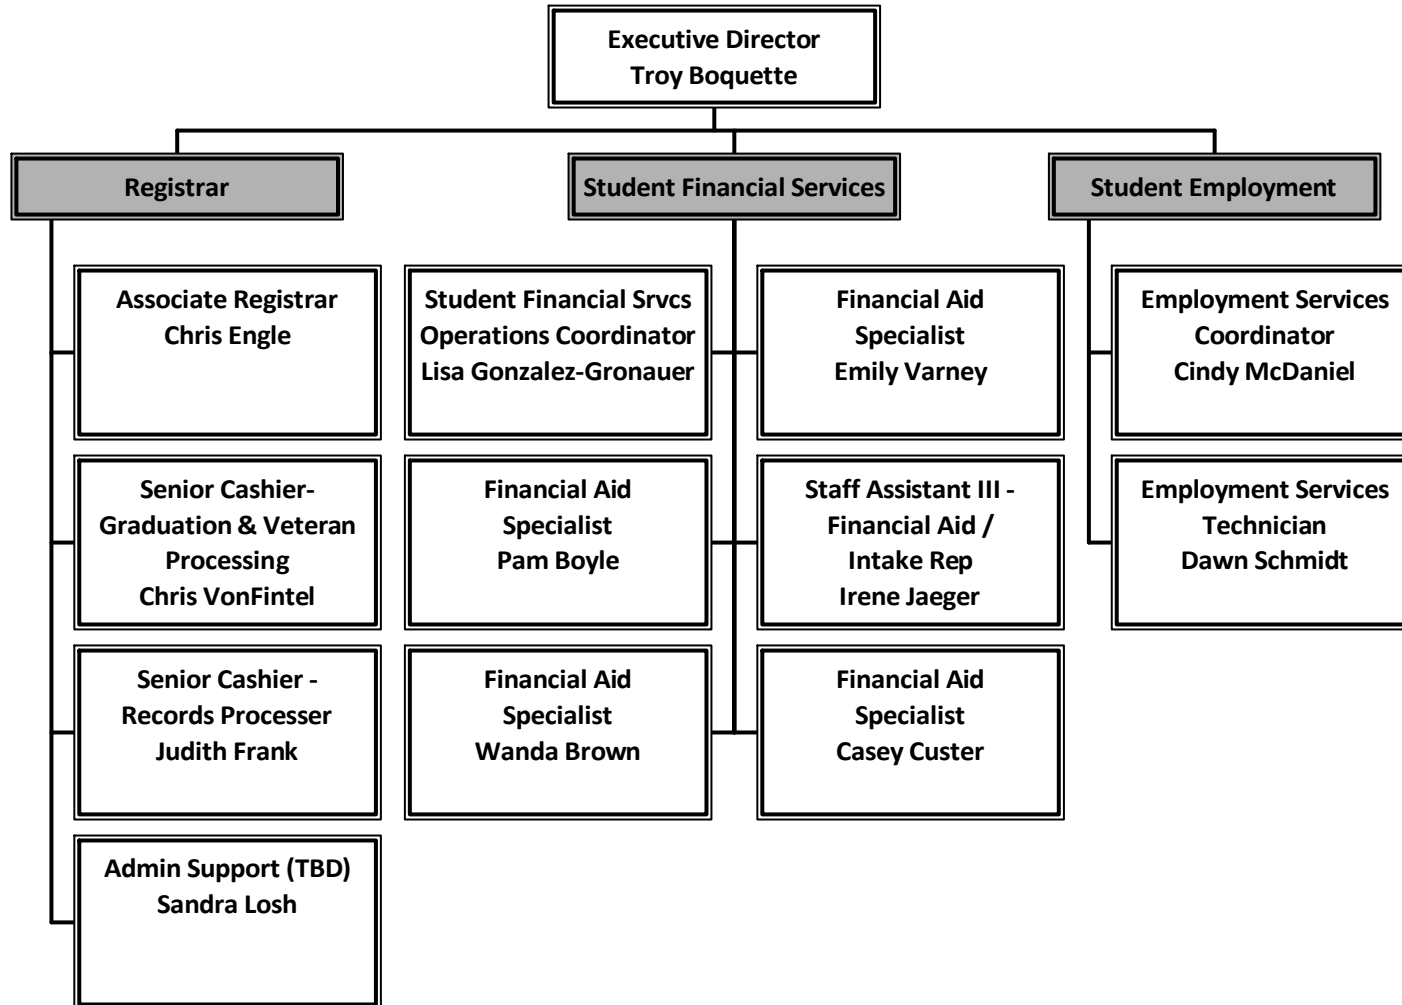 Executive Director
Troy Boquette
Registrar
Student Financial Services
Student Employment
Associate Registrar
Chris Engle
Student Financial Srvcs
Operations Coordinator
Lisa Gonzalez-Gronauer
Financial Aid
Specialist
Emily Varney
Employment Services
Coordinator
Cindy McDaniel
Senior Cashier-
Graduation & Veteran
Processing
Chris VonFintel
Financial Aid
Specialist
Pam Boyle
Staff Assistant III -
Financial Aid /
Intake Rep
Irene Jaeger
Employment Services
Technician
Dawn Schmidt
Senior Cashier -
Records Processer
Judith Frank
Financial Aid
Specialist
Wanda Brown
Financial Aid
Specialist
Casey Custer
Admin Support (TBD)
Sandra Losh